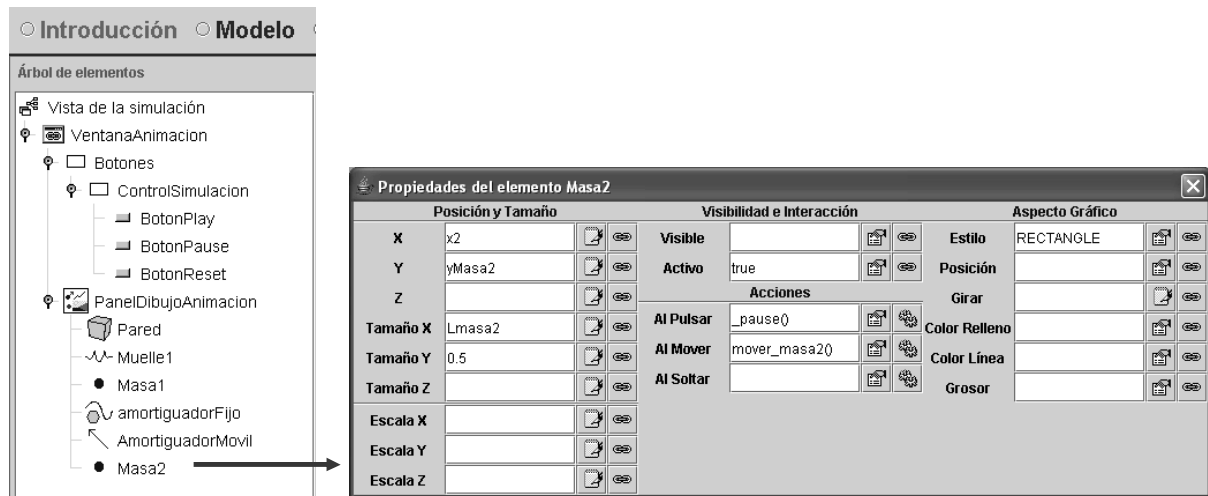 Introducción Modelo
Árbol de elementos
Vista de la simulación
VentanaAnimacion
Botones
ControlSimulacion
BotonPlay
BotonPause
BotonReset
PanelDibujoAnimacion
Pared
Muelle1
Masa1
amortiguadorFijo
AmortiguadorMovil
Masa2
Propiedades del elemento Masa2
Posición y Tamaño Visibilidad e Interacción Aspecto Gráfico
X x2 Visible Estilo RECTANGLE
Y yMasa2 Activo true Posición
Z Acciones Girar
Tamaño X Lmasa2 Al Pulsar _pause() Color Relleno
Tamaño Y 0.5 Al Mover mover_masa2() Color Línea
Tamaño Z Al Soltar Grosor
Escala X
Escala Y
Escala Z